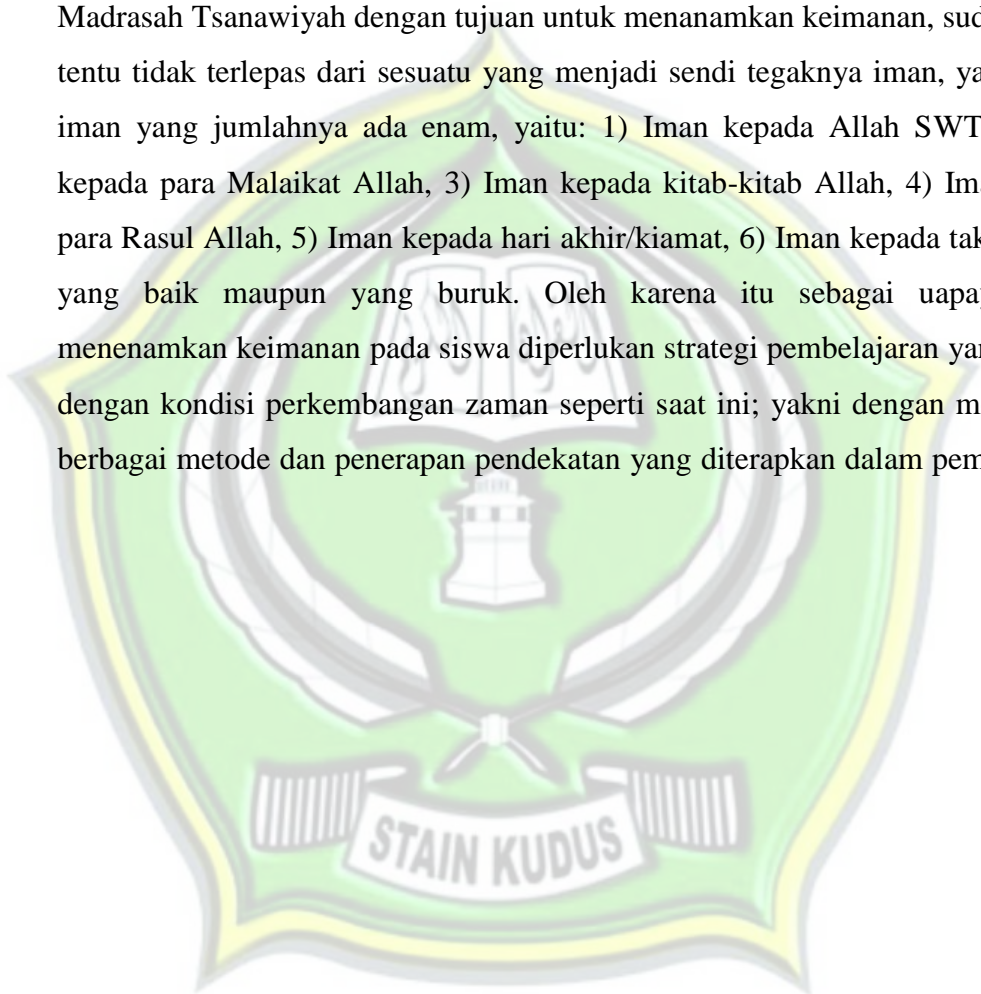 Madrasah Tsanawiyah dengan tujuan untuk menanamkan keimanan, sud
tentu tidak terlepas dari sesuatu yang menjadi sendi tegaknya iman, ya
iman yang jumlahnya ada enam, yaitu: 1) Iman kepada Allah SWT
kepada para Malaikat Allah, 3) Iman kepada kitab-kitab Allah, 4) Ima
para Rasul Allah, 5) Iman kepada hari akhir/kiamat, 6) Iman kepada tak
yang baik maupun yang buruk. Oleh karena itu sebagai uapay
menenamkan keimanan pada siswa diperlukan strategi pembelajaran yan
dengan kondisi perkembangan zaman seperti saat ini; yakni dengan m
berbagai metode dan penerapan pendekatan yang diterapkan dalam pem
STAIN KUDUS